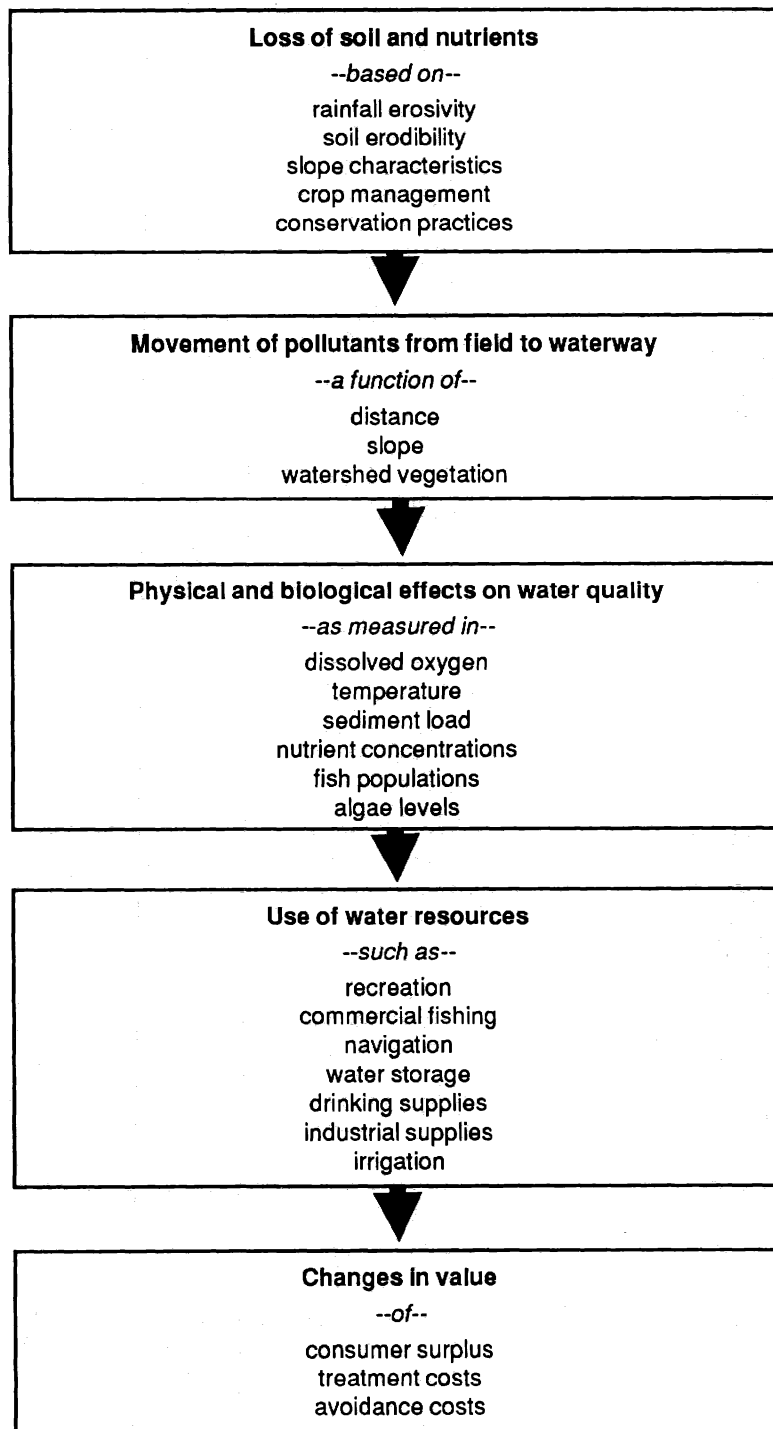 Loss of soil and nutrients
--based on--
rainfall erosivity
soil erodibility
slope characteristics
crop management
conservation practices
Movement of pollutants from field to waterway
--a function of--
distance
slope
watershed vegetation
Physical and biological effects on water quality
--as measured in--
dissolved oxygen
temperature
sediment load
nutrient concentrations
fish populations
algae levels
Use of water resources
--such as--
recreation
commercial fishing
navigation
water storage
drinking supplies
industrial supplies
irrigation
Changes in value
--of--
consumer surplus
treatment costs
avoidance costs